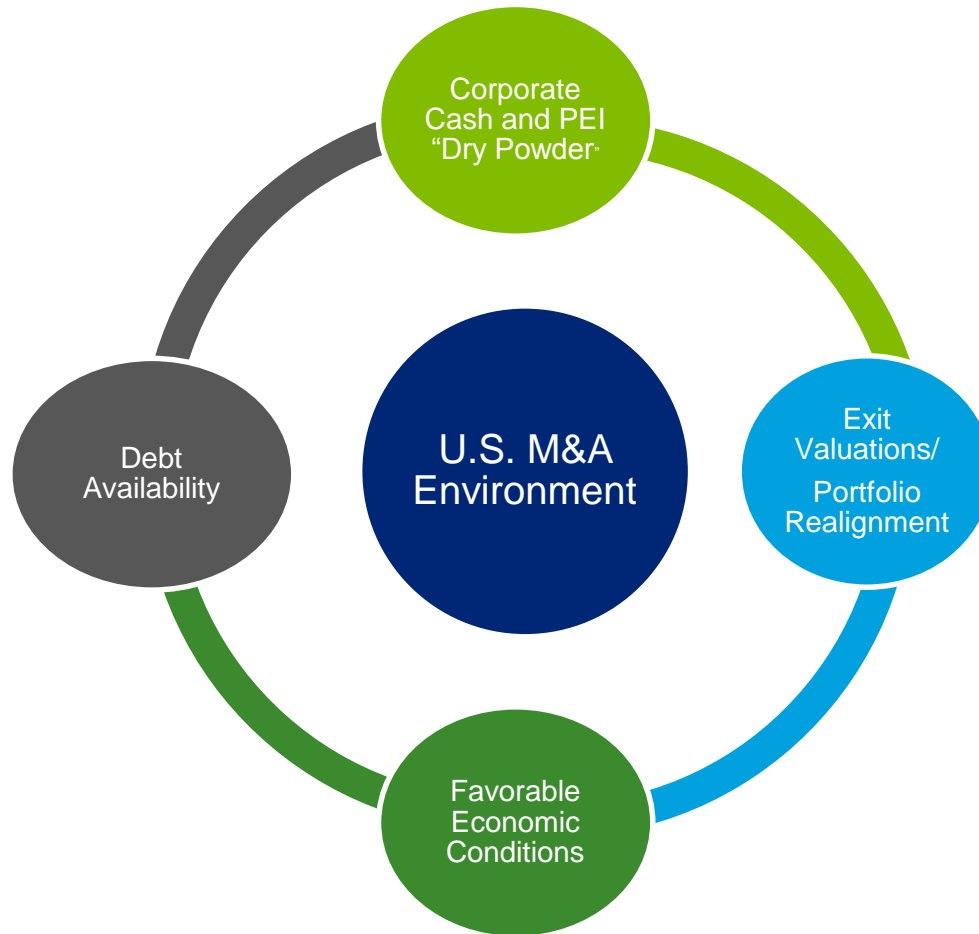 Corporate
Cash and PEI
“Dry Powder”
Debt
Availability
U.S. M&A
Environment
Exit
Valuations/
Portfolio
Realignment
Favorable
Economic
Conditions